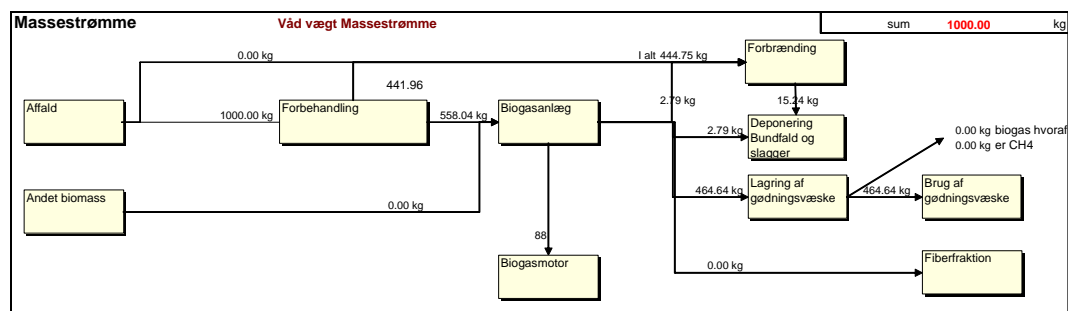 Massestrømme
Våd vægt Massestrømme
sum 1000.00 kg
0.00 kg
I alt 444.75 kg
Forbrænding
441.96
2.79 kg
15.24 kg
Affald
1000.00 kg
Forbehandling
558.04 kg
Biogasanlæg
2.79 kg
Deponering
Bundfald og
slagger
0.00 kg biogas hvoraf
0.00 kg er CH4
Andet biomass
0.00 kg
464.64 kg
Lagring af
gødningsvæske
464.64 kg
Brug af
gødningsvæske
88
Biogasmotor
0.00 kg
Fiberfraktion